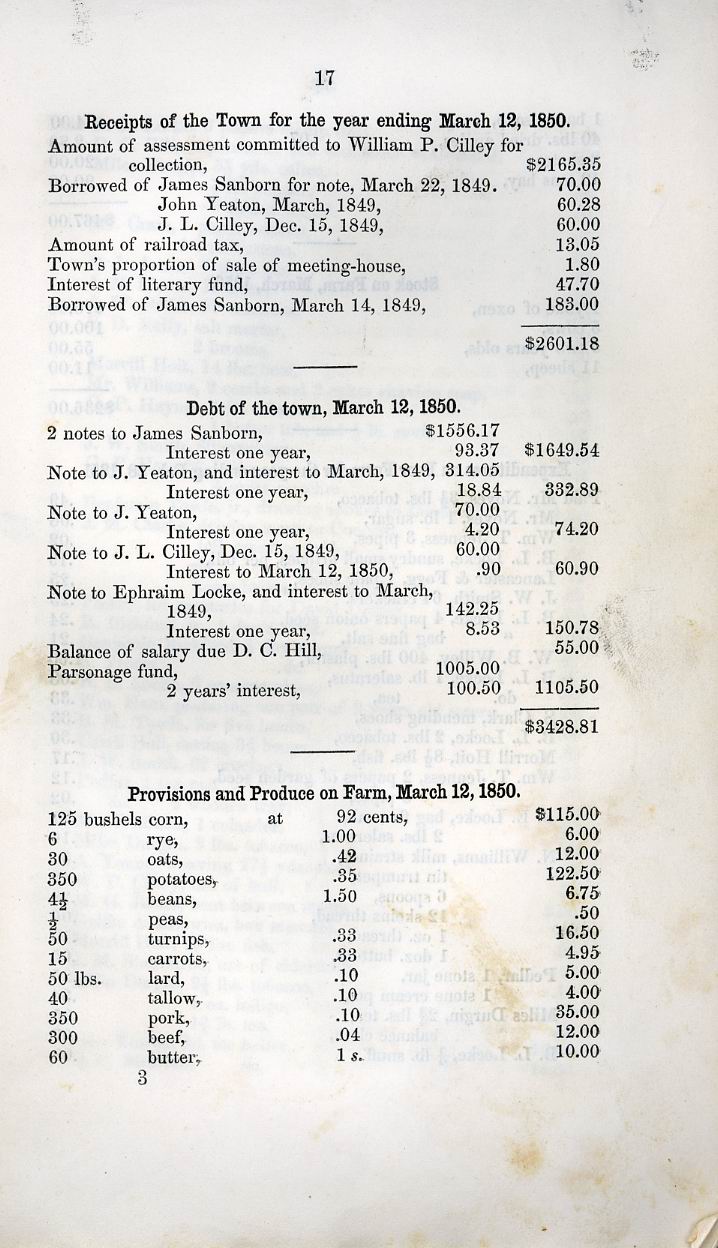 17
Receipts of the Town for the year ending March 12, 1850.
Amount of assessment committed to William P. Cilley for
collection, $2165.35
Borrowed of James Sanborn for note, March 22, 1849. 70.00
John Yeaton, March, 1849, 60.28
J. L. Cilley, Dec. 15, 1849, 60.00
Amount of railroad tax, 13.05
Town's proportion of sale of meeting-house, 1.80
Interest of literary fund, 47.70
Borrowed of James Sanborn, March 14, 1849, 183.00
$2601.18
Debt of the town, March 12, 1850.
2 notes to James Sanborn, $1556.17
Interest one year, 93.37 $1649.54
Note to J. Yeaton, and interest to March, 1849, 314.05
Interest one year, 18.84 332.89
Note to J. Yeaton, 70.00
Interest one year, 4.20 74.20
Note to J. L. Cilley, Dec. 15, 1849, 60.00
Interest to March 12, 1850, .90 60.90
Note to Ephraim Locke, and interest to March,
1849, 142.25
Interest one year, 8.53 150.78
Balance of salary due D. C. Hill, 55.00
Parsonage fund, 1005.00
2 years' interest, 100.50 1105.50
$3428.81
Provisions and Produce on Farm, March 12, 1850.
125 bushels corn, at 92 cents, $115.00
6 rye, 1.00 6.00
30 oats, .42 12.00
350 potatoes, .35 122.50
4½ beans, 1.50 6.75
½ peas, .50
50 turnips, .33 16.50
15 carrots, .33 4.95
50 lbs. lard, .10 5.00
40 tallow, .10 4.00
350 pork, .10 35.00
300 beef, .04 12.00
60 butter, 1 s. 10.00
3